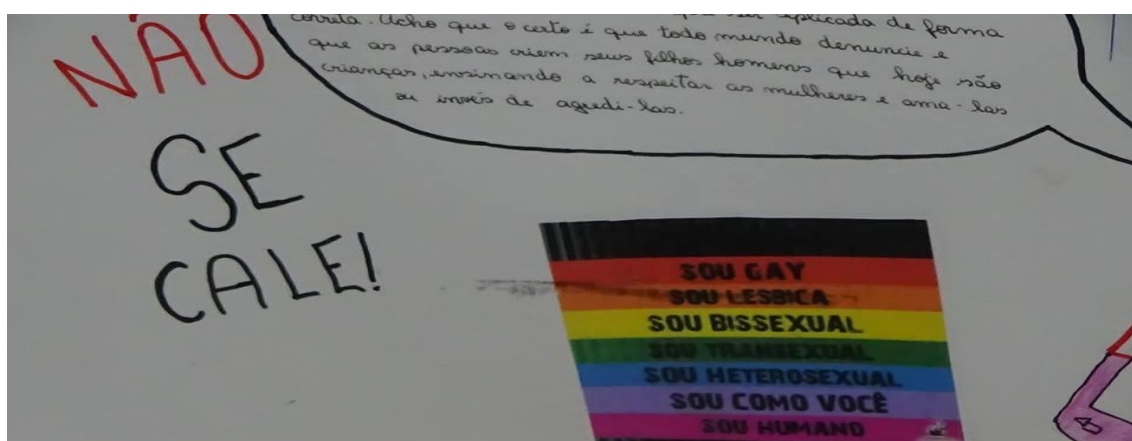 correta. Acho que o certo é que todo mundo denuncie e
que as pessoas criem seus filhos homens que hoje são
crianças, ensinando a respeitar as mulheres e ama-las
ao invés de agredi-las.
NÃO
SE
CALE!
SOU GAY
SOU LESBICA
SOU BISSEXUAL
SOU TRANSEXUAL
SOU HETEROSEXUAL
SOU COMO VOCÊ
SOU HUMANO